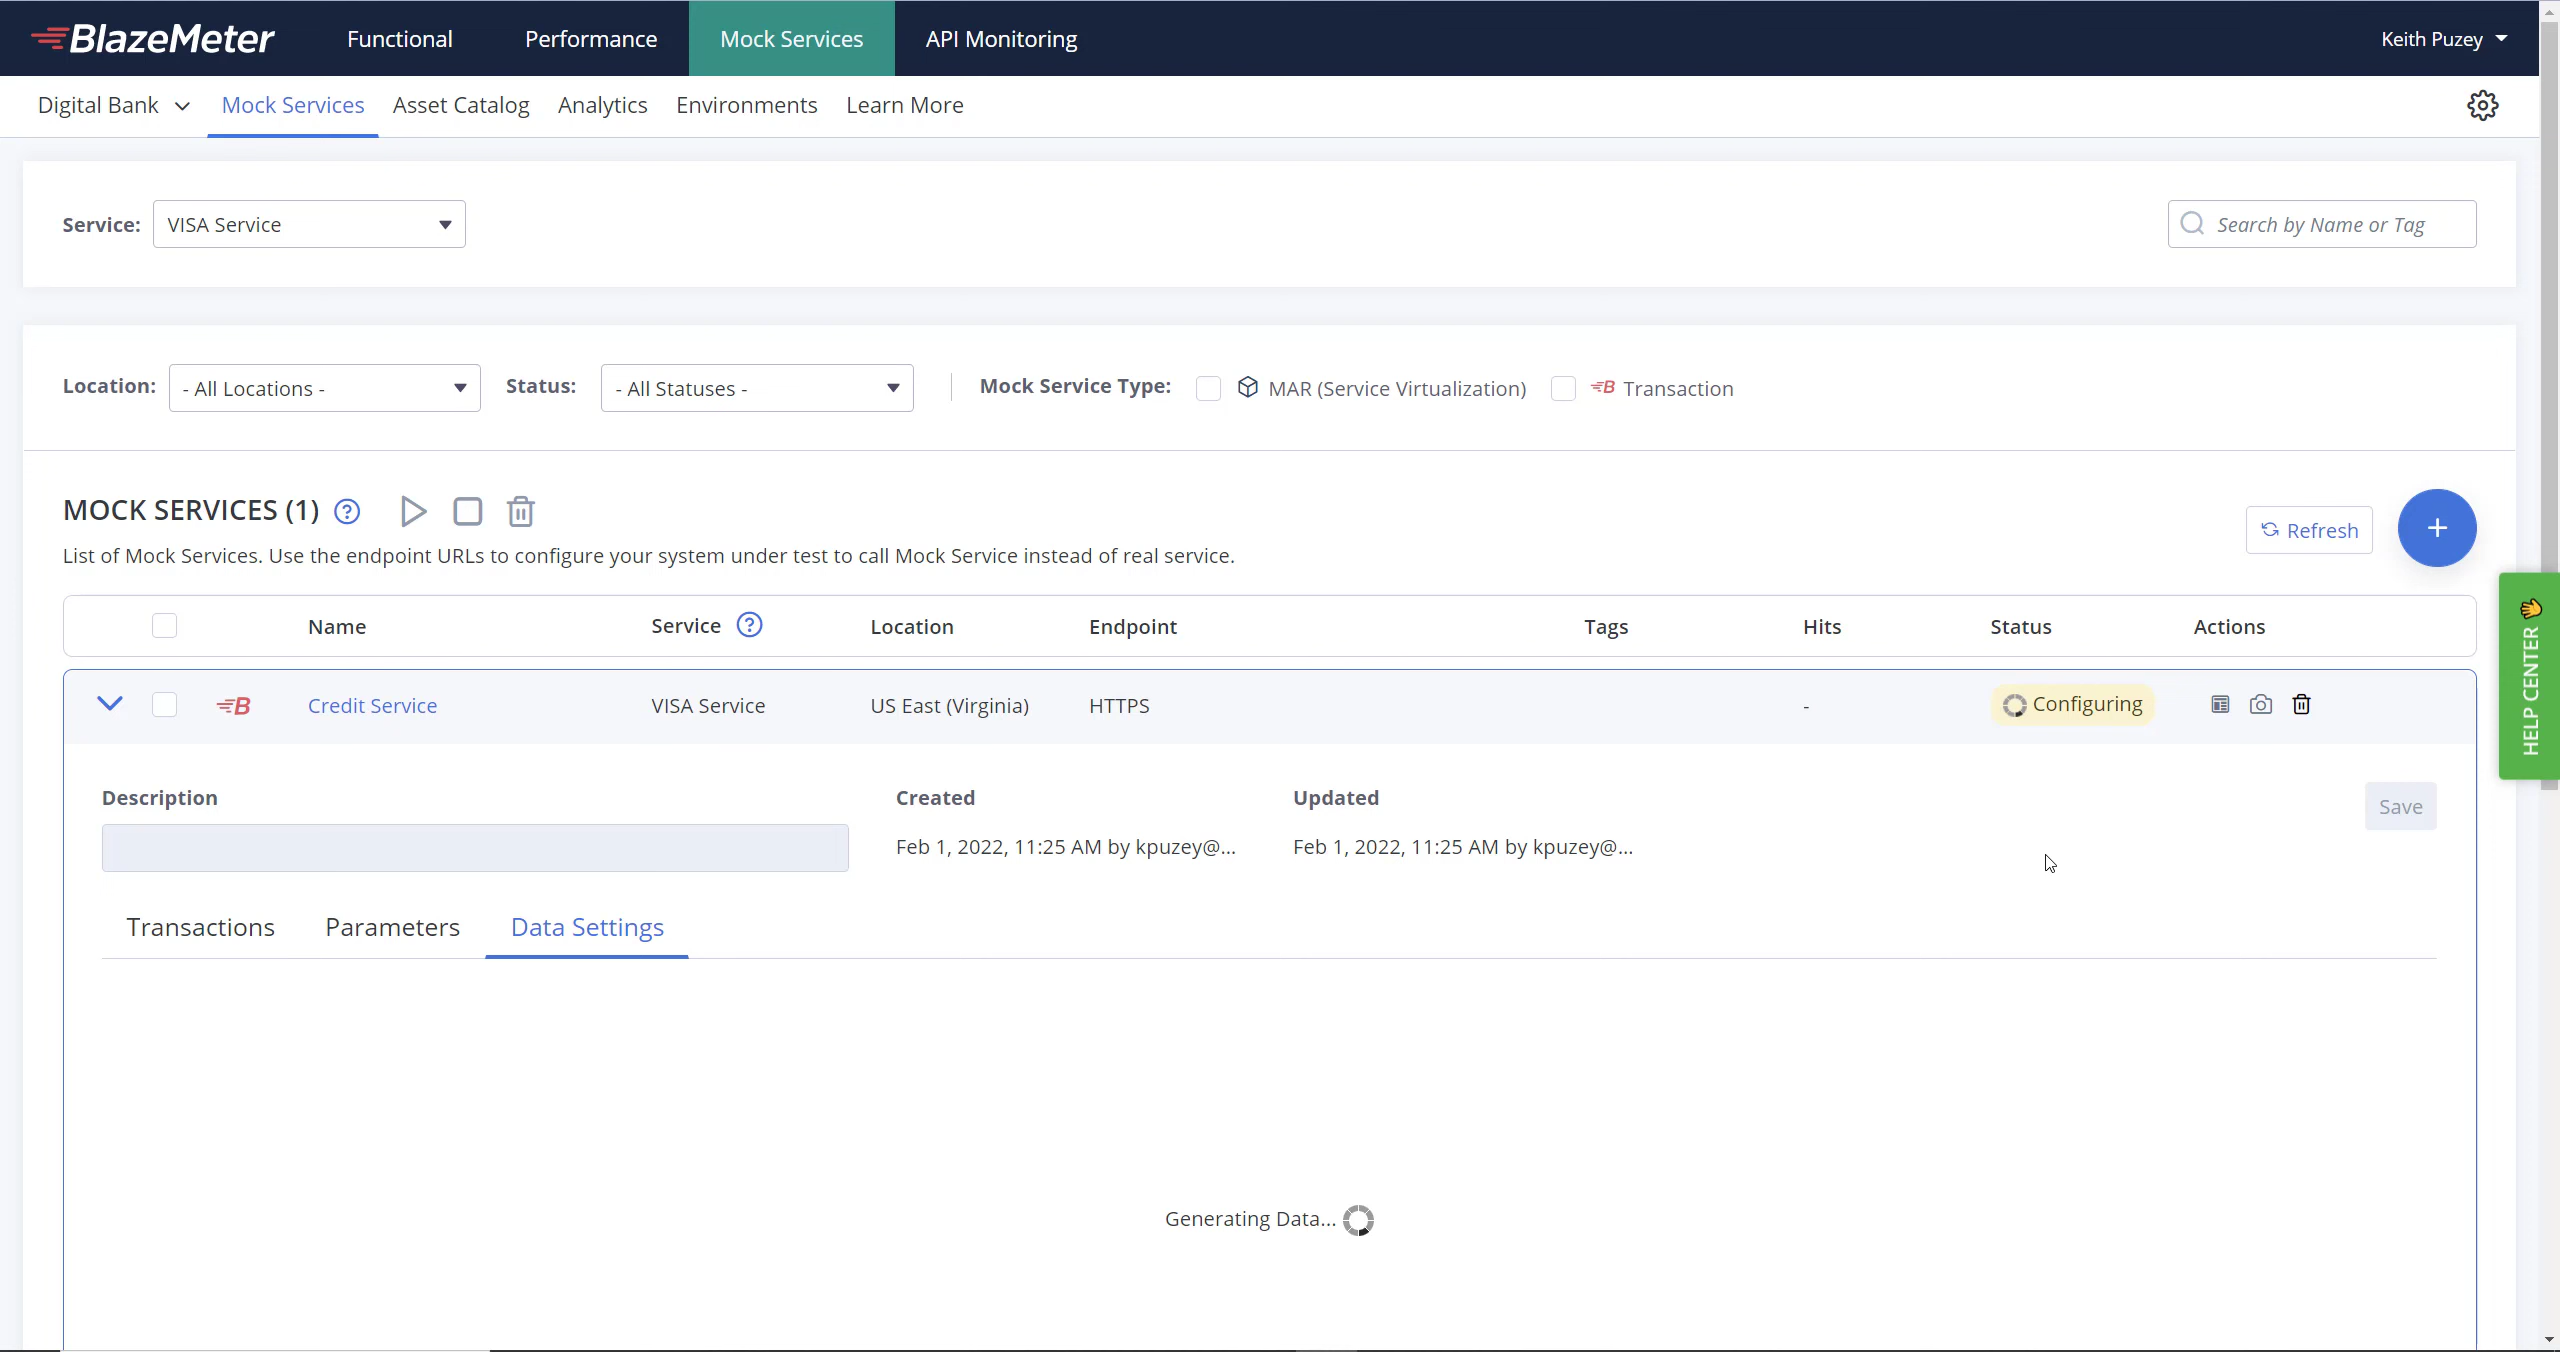 BlazeMeter Functional Performance Mock Services API Monitoring Keith Puzey
Digital Bank Mock Services Asset Catalog Analytics Environments Learn More
Service: VISA Service Search by Name or Tag
Location: - All Locations - Status: - All Statuses - Mock Service Type: MAR (Service Virtualization) B Transaction
MOCK SERVICES (1) ?
Refresh +
List of Mock Services. Use the endpoint URLs to configure your system under test to call Mock Service instead of real service.
HELP CENTER
Name Service ? Location Endpoint Tags Hits Status Actions
B Credit Service VISA Service US East (Virginia) HTTPS - Configuring
Description Created Updated Save
Feb 1, 2022, 11:25 AM by kpuzey@... Feb 1, 2022, 11:25 AM by kpuzey@...
Transactions Parameters Data Settings
Generating Data...